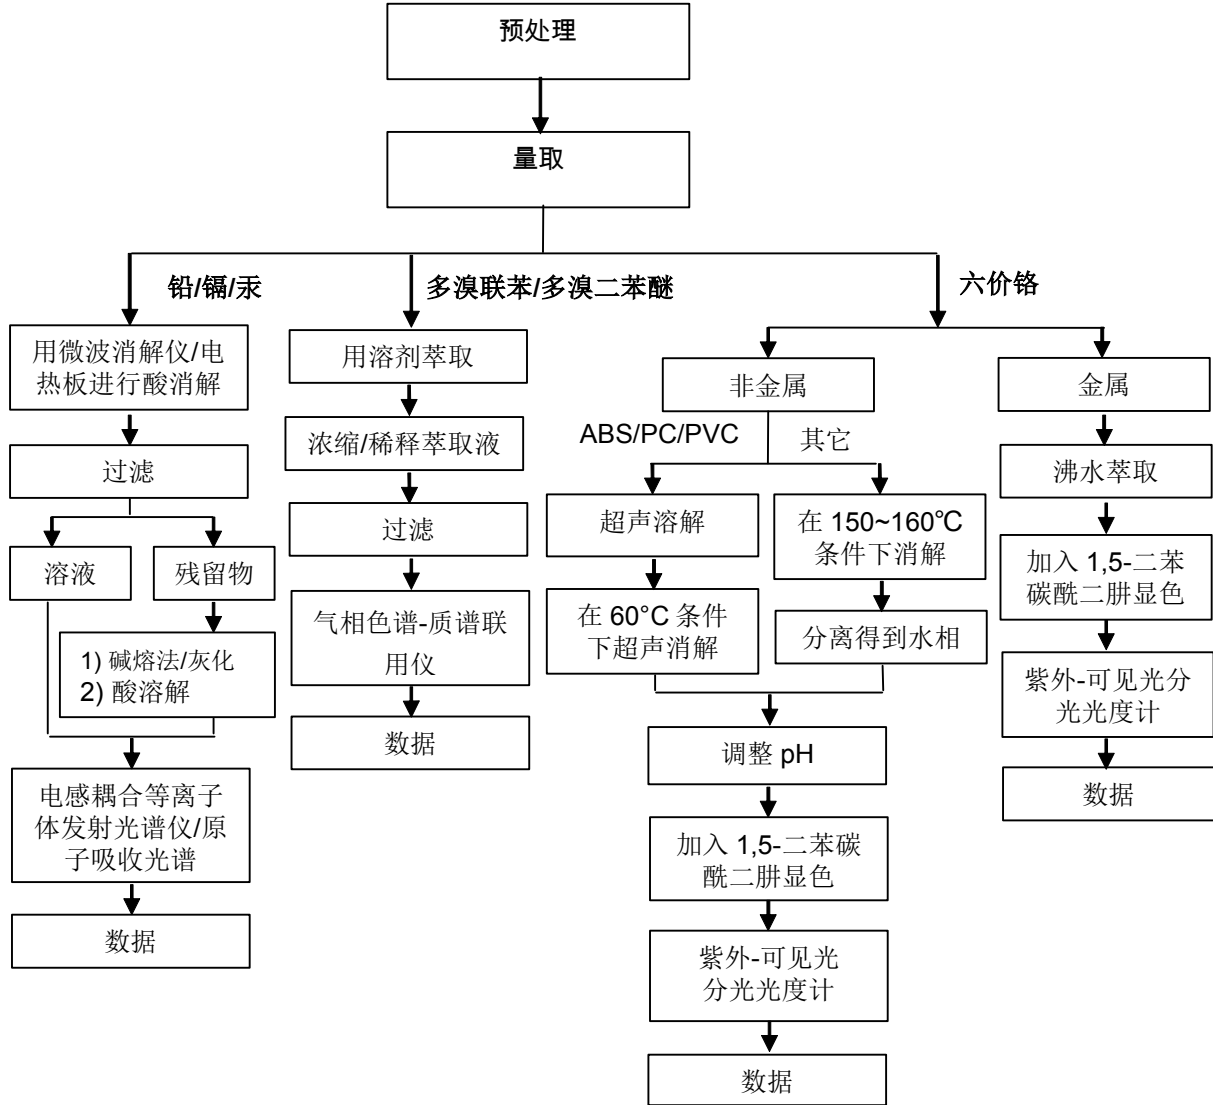 预处理
量取
铅/镉/汞
多溴联苯/多溴二苯醚
六价铬
用微波消解仪/电
热板进行酸消解
过滤
溶液
残留物
1) 碱熔法/灰化
2) 酸溶解
电感耦合等离子
体发射光谱仪/原
子吸收光谱
数据
用溶剂萃取
浓缩/稀释萃取液
过滤
气相色谱-质谱联
用仪
数据
非金属
ABS/PC/PVC
其它
超声溶解
在 60°C 条件
下超声消解
在 150~160℃
条件下消解
分离得到水相
调整 pH
加入 1,5-二苯碳
酰二肼显色
紫外-可见光
分光光度计
数据
金属
沸水萃取
加入 1,5-二苯
碳酰二肼显色
紫外-可见光分
光光度计
数据